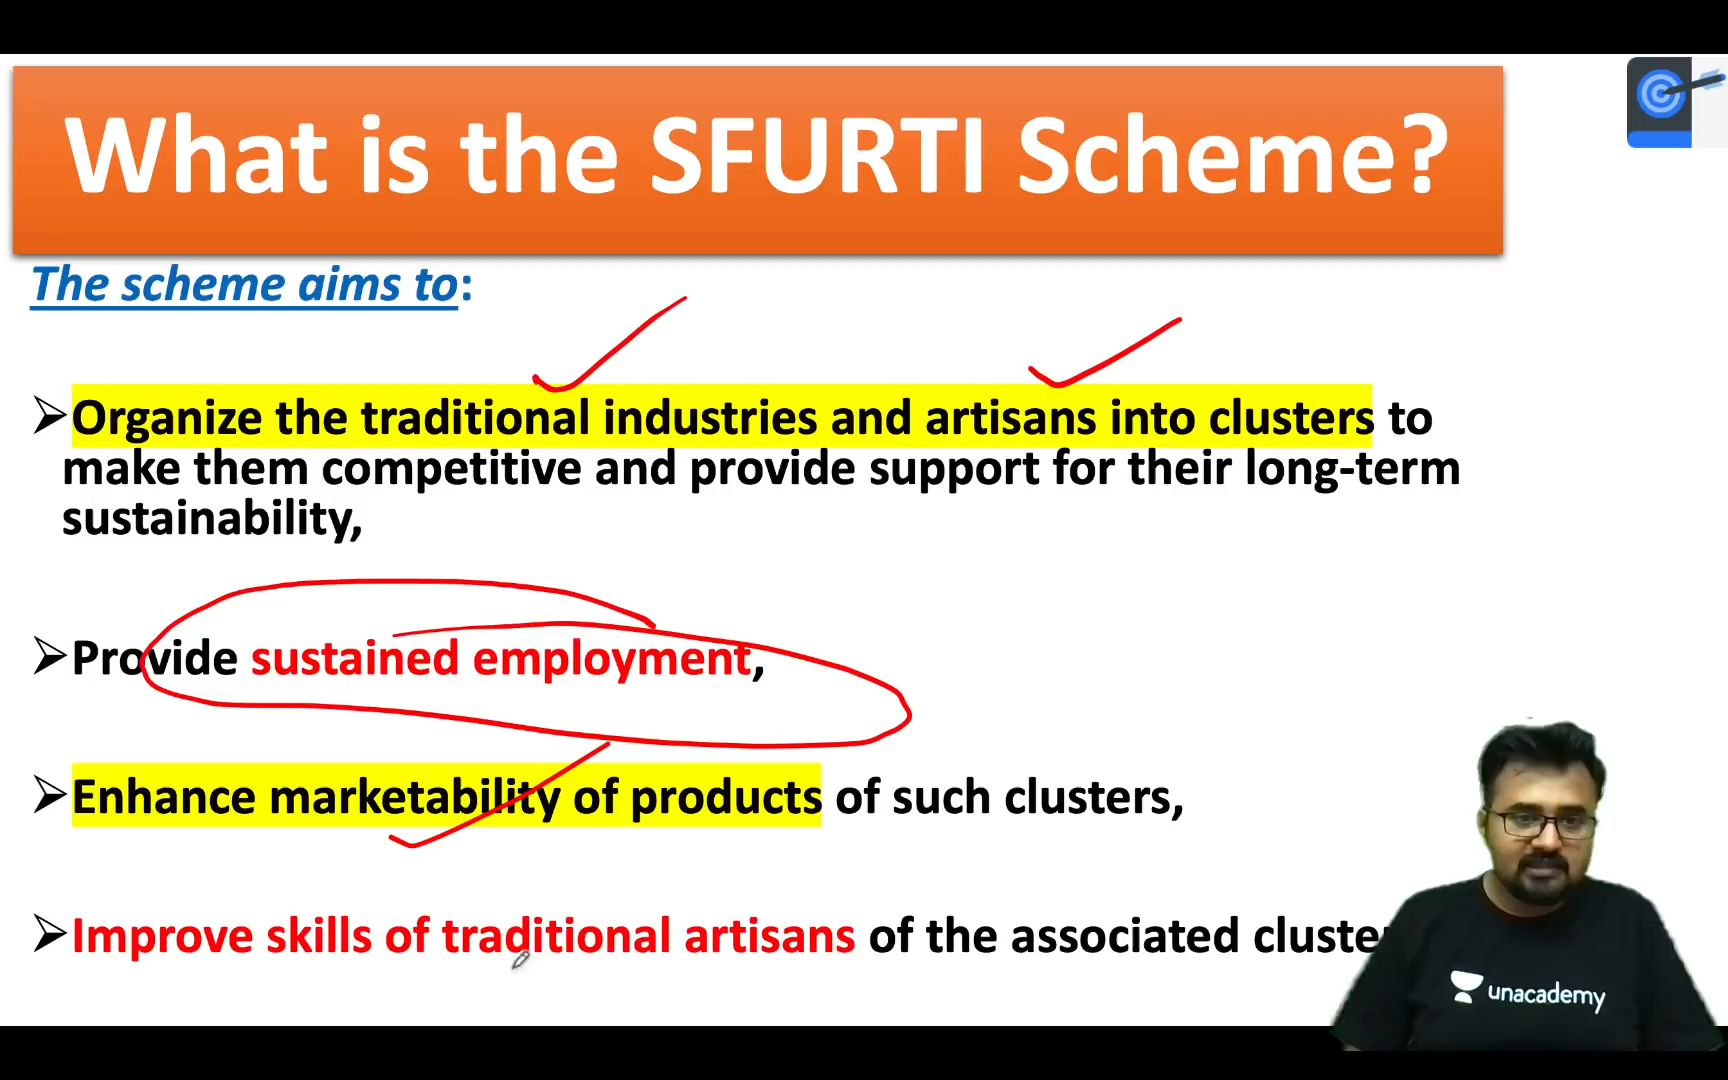 What is the SFURTI Scheme?
The scheme aims to:
Organize the traditional industries and artisans into clusters to
make them competitive and provide support for their long-term
sustainability,
Provide sustained employment,
Enhance marketability of products of such clusters,
Improve skills of traditional artisans of the associated cluste
unacademy